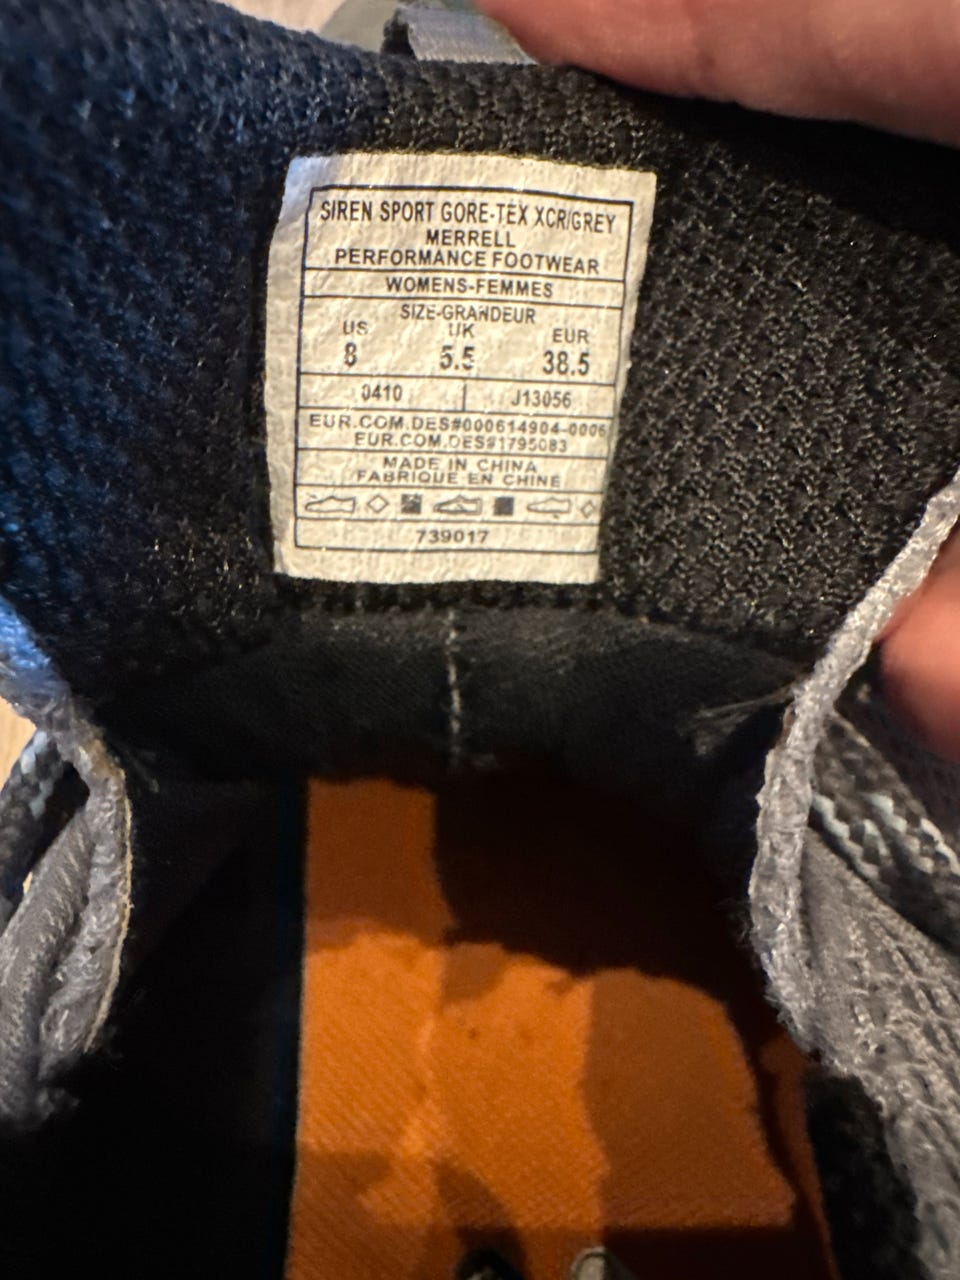 SIREN SPORT GORE-TEX XCR/GREY
MERRELL
PERFORMANCE FOOTWEAR
WOMENS-FEMMES
SIZE-GRANDEUR
US UK EUR
8 5.5 38.5
0410 J13056
EUR.COM.DES#000614904-0006
EUR.COM.DES#1795083
MADE IN CHINA
FABRIQUE EN CHINE
739017